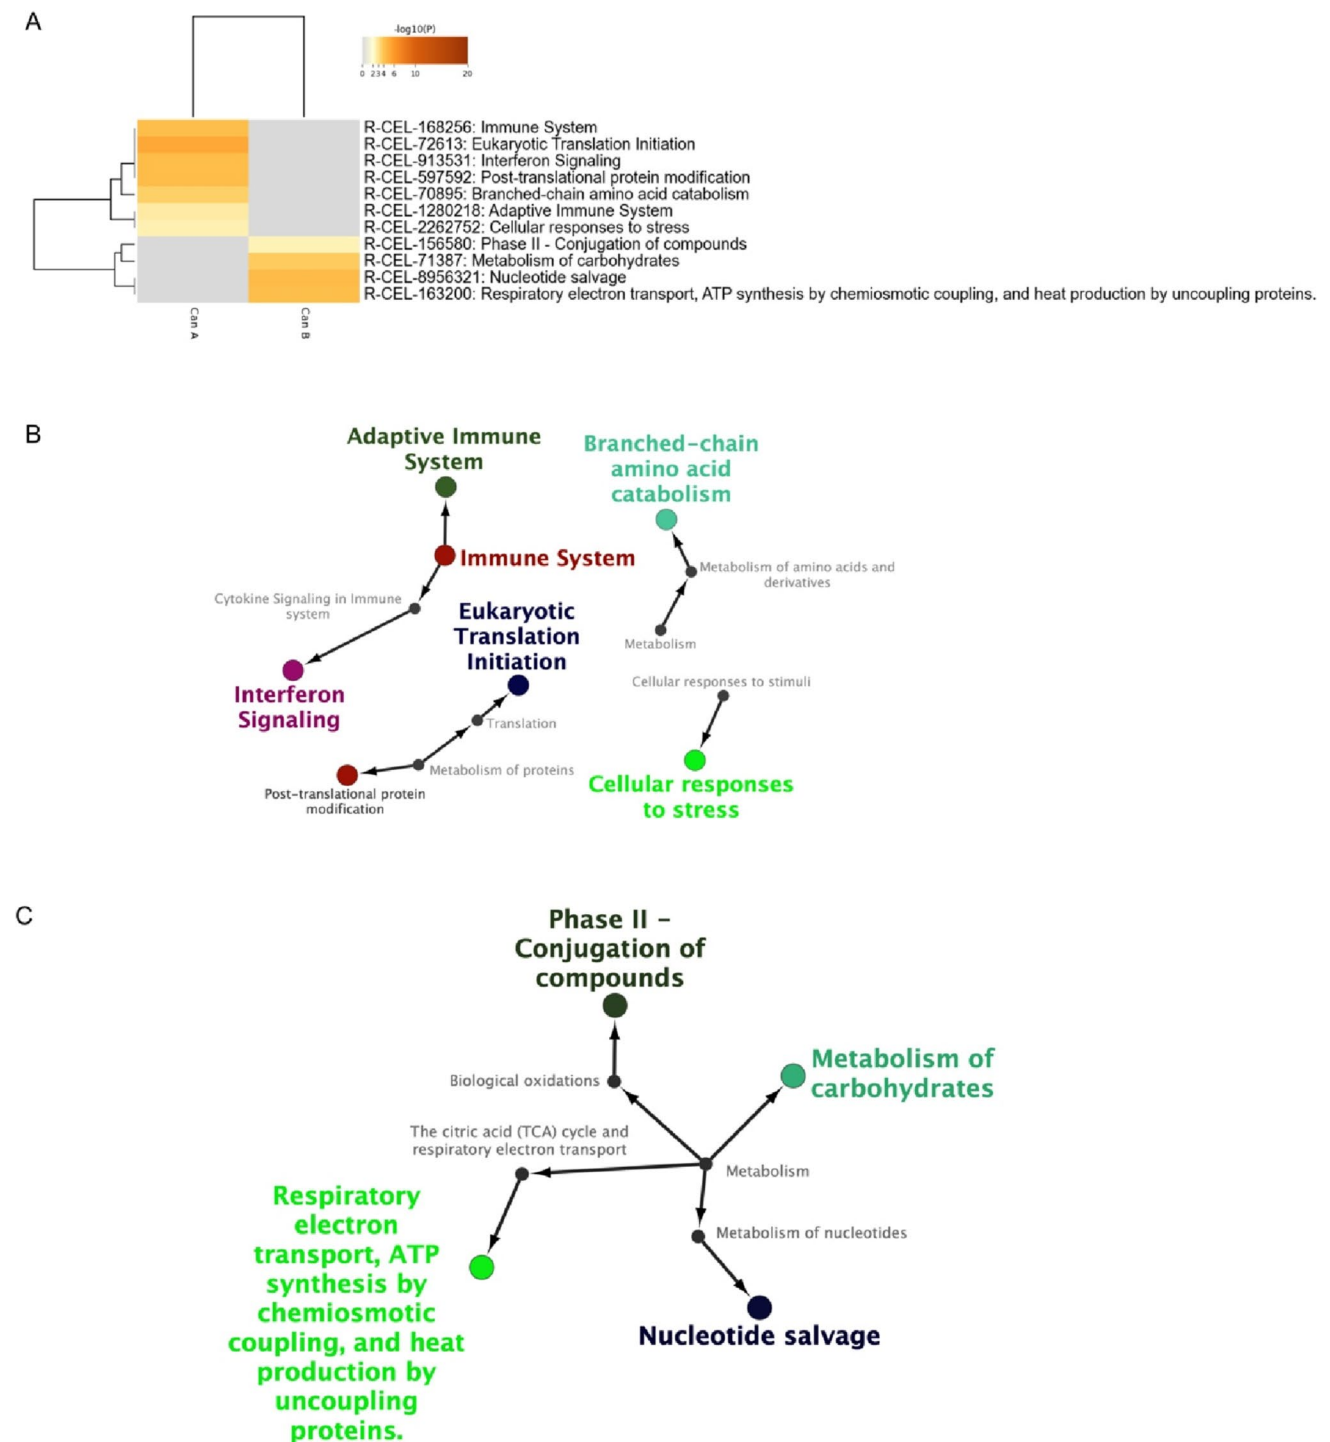 A
-log10(P)
0 2 3 4 6 10 20
R-CEL-168256: Immune System
R-CEL-72613: Eukaryotic Translation Initiation
R-CEL-913531: Interferon Signaling
R-CEL-597592: Post-translational protein modification
R-CEL-70895: Branched-chain amino acid catabolism
R-CEL-1280218: Adaptive Immune System
R-CEL-2262752: Cellular responses to stress
R-CEL-156580: Phase II - Conjugation of compounds
R-CEL-71387: Metabolism of carbohydrates
R-CEL-8956321: Nucleotide salvage
R-CEL-163200: Respiratory electron transport, ATP synthesis by chemiosmotic coupling, and heat production by uncoupling proteins.
Can A
Can B
B
Adaptive Immune
System
Branched-chain
amino acid
catabolism
Immune System
Metabolism of amino acids and
derivatives
Cytokine Signaling in Immune
system
Eukaryotic
Translation
Initiation
Metabolism
Interferon
Signaling
Cellular responses to stimuli
Translation
Metabolism of proteins
Post-translational protein
modification
Cellular responses
to stress
C
Phase II -
Conjugation of
compounds
Biological oxidations
Metabolism of
carbohydrates
The citric acid (TCA) cycle and
respiratory electron transport
Metabolism
Respiratory
electron
transport, ATP
synthesis by
chemiosmotic
coupling, and heat
production by
uncoupling
proteins.
Metabolism of nucleotides
Nucleotide salvage